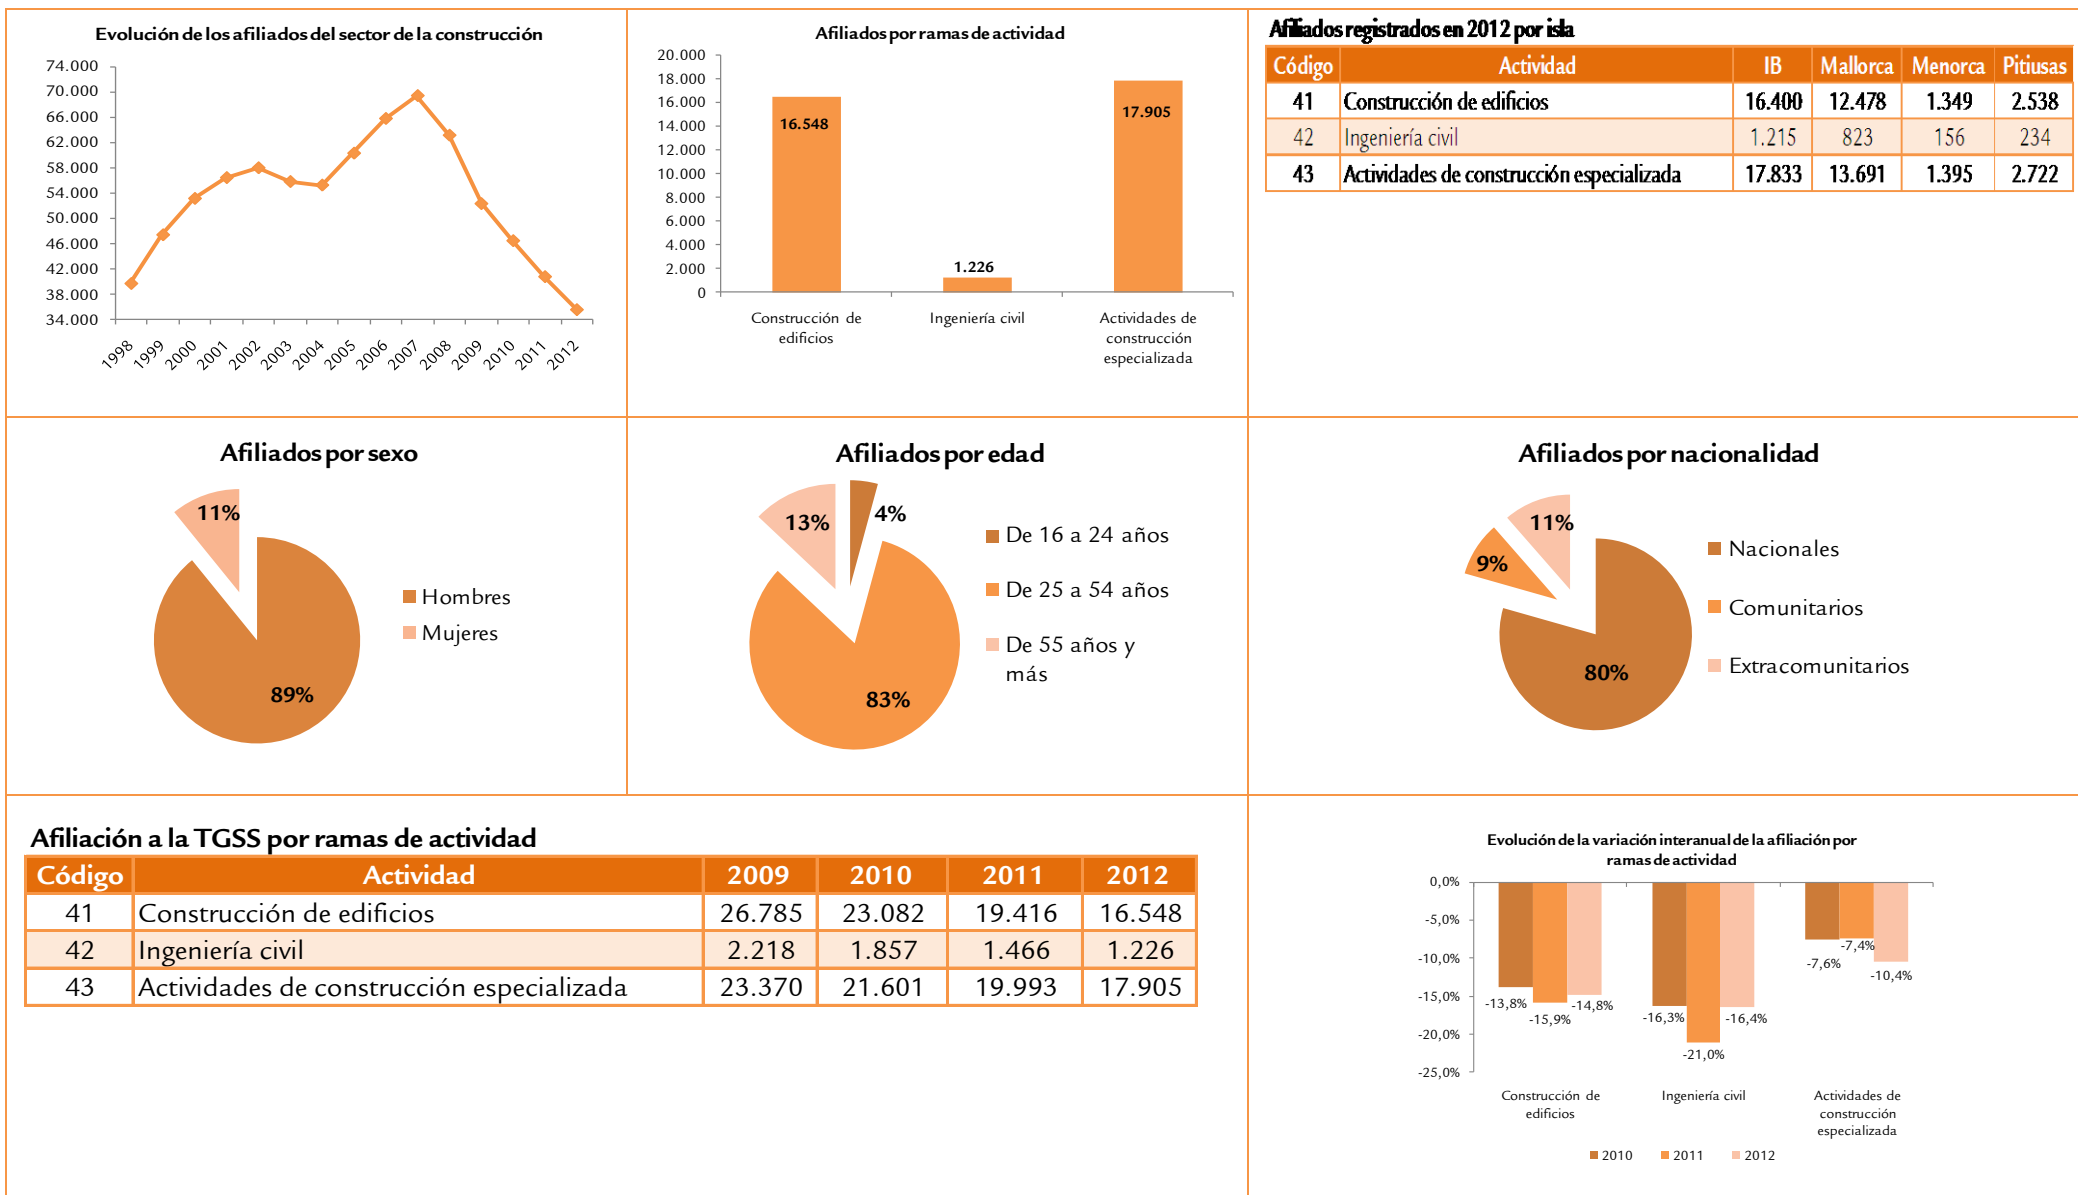 Evolución de los afiliados del sector de la construcción
74.000
70.000
66.000
62.000
58.000
54.000
50.000
46.000
42.000
38.000
34.000
1998 1999 2000 2001 2002 2003 2004 2005 2006 2007 2008 2009 2010 2011 2012
Afiliados por ramas de actividad
20.000
18.000
16.000
14.000
12.000
10.000
8.000
6.000
4.000
2.000
0
16.548
1.226
17.905
Construcción de
edificios
Ingeniería civil
Actividades de
construcción
especializada
Afiliados registrados en 2012 por isla
Código Actividad IB Mallorca Menorca Pitiusas
41 Construcción de edificios 16.400 12.478 1.349 2.538
42 Ingeniería civil 1.215 823 156 234
43 Actividades de construcción especializada 17.833 13.691 1.395 2.722
Afiliados por sexo
11%
89%
Hombres
Mujeres
Afiliados por edad
13%
4%
83%
De 16 a 24 años
De 25 a 54 años
De 55 años y
más
Afiliados por nacionalidad
11%
9%
80%
Nacionales
Comunitarios
Extracomunitarios
Afiliación a la TGSS por ramas de actividad
Código Actividad 2009 2010 2011 2012
41 Construcción de edificios 26.785 23.082 19.416 16.548
42 Ingeniería civil 2.218 1.857 1.466 1.226
43 Actividades de construcción especializada 23.370 21.601 19.993 17.905
Evolución de la variación interanual de la afiliación por
ramas de actividad
0,0%
-5,0%
-10,0%
-15,0%
-20,0%
-25,0%
-13,8%
-15,9%
-14,8%
-16,3%
-21,0%
-16,4%
-7,6%
-7,4%
-10,4%
Construcción de
edificios
Ingeniería civil
Actividades de
construcción
especializada
2010 2011 2012